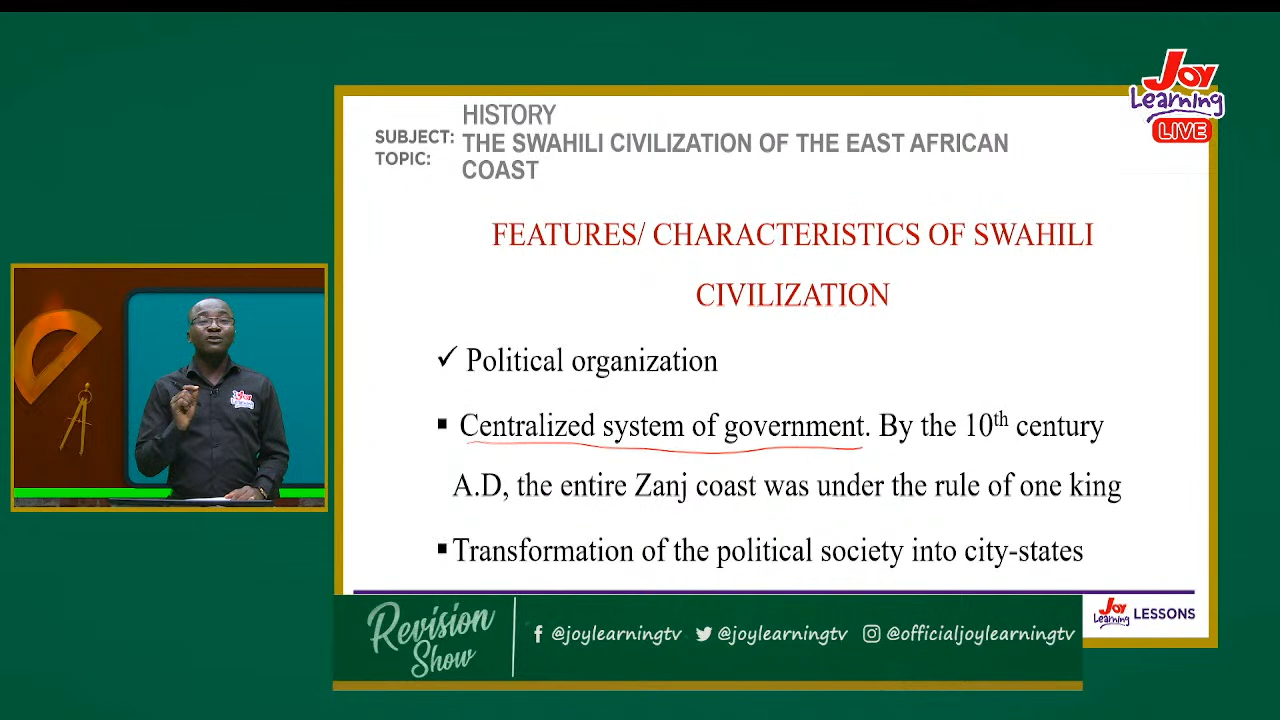 Joy
Learning
LIVE
HISTORY
SUBJECT: THE SWAHILI CIVILIZATION OF THE EAST AFRICAN
TOPIC: COAST
FEATURES/ CHARACTERISTICS OF SWAHILI
CIVILIZATION
✓ Political organization
▪ Centralized system of government. By the 10th century
A.D, the entire Zanj coast was under the rule of one king
▪ Transformation of the political society into city-states
Revision
Show
@joylearningtv @joylearningtv @officialjoylearningtv
Joy
Learning LESSONS